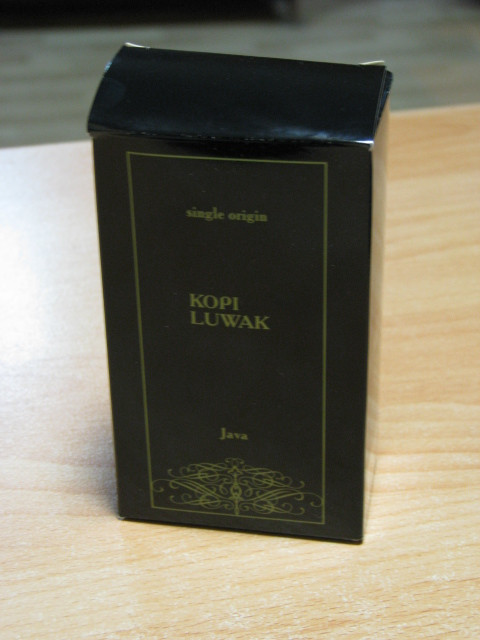 single origin
KOPI
LUWAK
Java